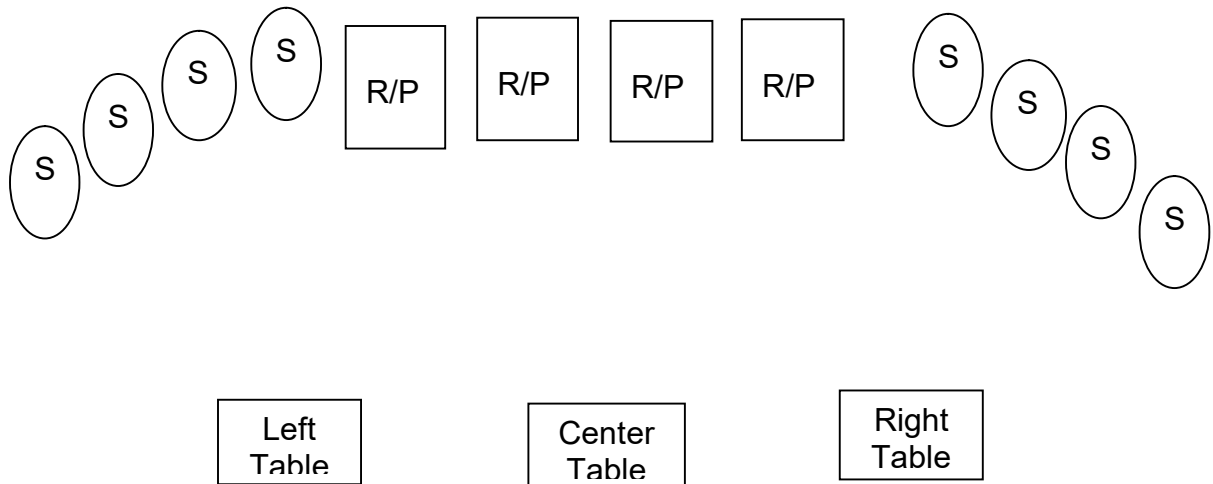 S S S S R/P R/P R/P R/P S S S S
Left
Table
Center
Table
Right
Table